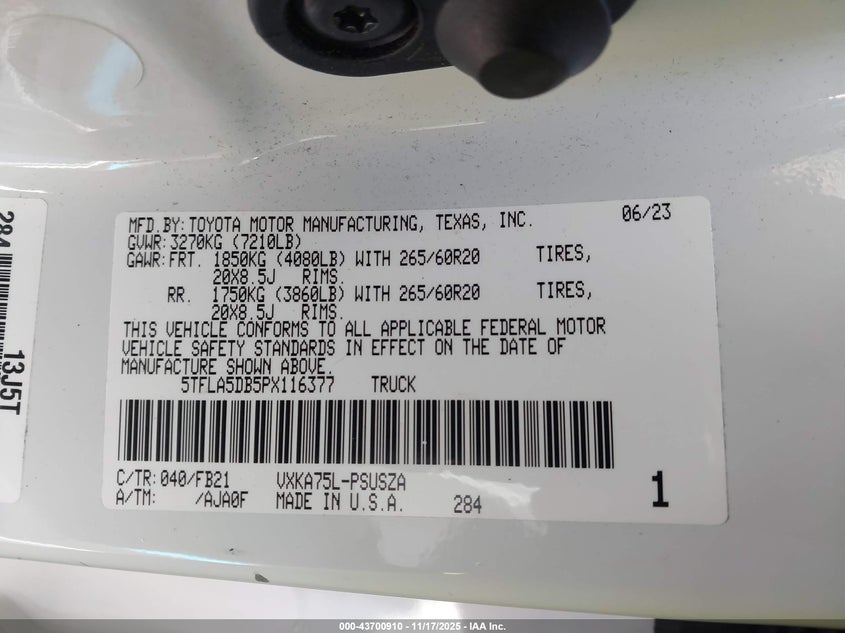 MFD.BY: TOYOTA MOTOR MANUFACTURING, TEXAS, INC. 06/23
GVWR: 3270KG (7210LB)
GAWR: FRT. 1850KG (4080LB) WITH 265/60R20 TIRES,
20X8.5J RIMS.
RR. 1750KG (3860LB) WITH 265/60R20 TIRES,
20X8.5J RIMS.
THIS VEHICLE CONFORMS TO ALL APPLICABLE FEDERAL MOTOR
VEHICLE SAFETY STANDARDS IN EFFECT ON THE DATE OF
MANUFACTURE SHOWN ABOVE.
5TFLA5DB5PX116377 TRUCK
C/TR: 040/FB21 VXKA75L-PSUSZA
A/TM: /AJA0F MADE IN U.S.A. 284 1
284
13J5T
000-43700910 - 11/17/2025 - IAA Inc.